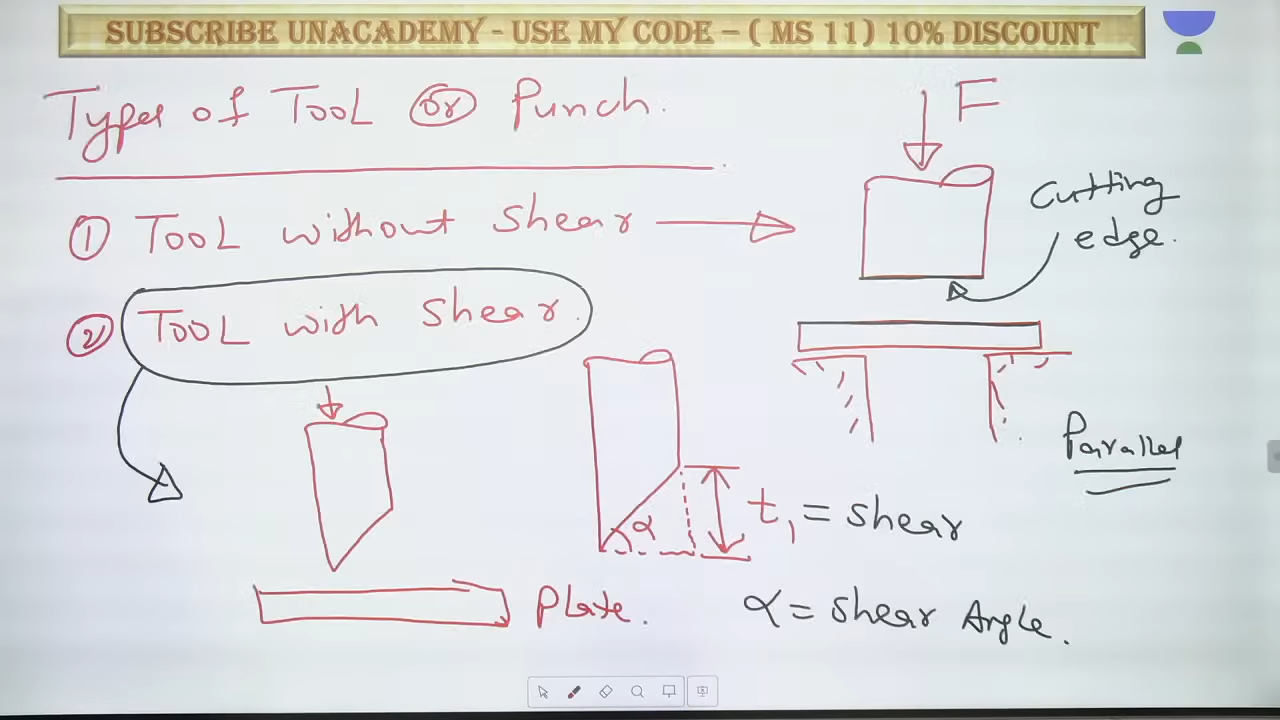 SUBSCRIBE UNACADEMY - USE MY CODE – ( MS 11) 10% DISCOUNT
Types of TooL or Punch.
F
Cutting
edge.
① TooL without Shear
② TooL with Shear.
Parallel
α
t₁ = shear
Plate.
α = shear Angle.